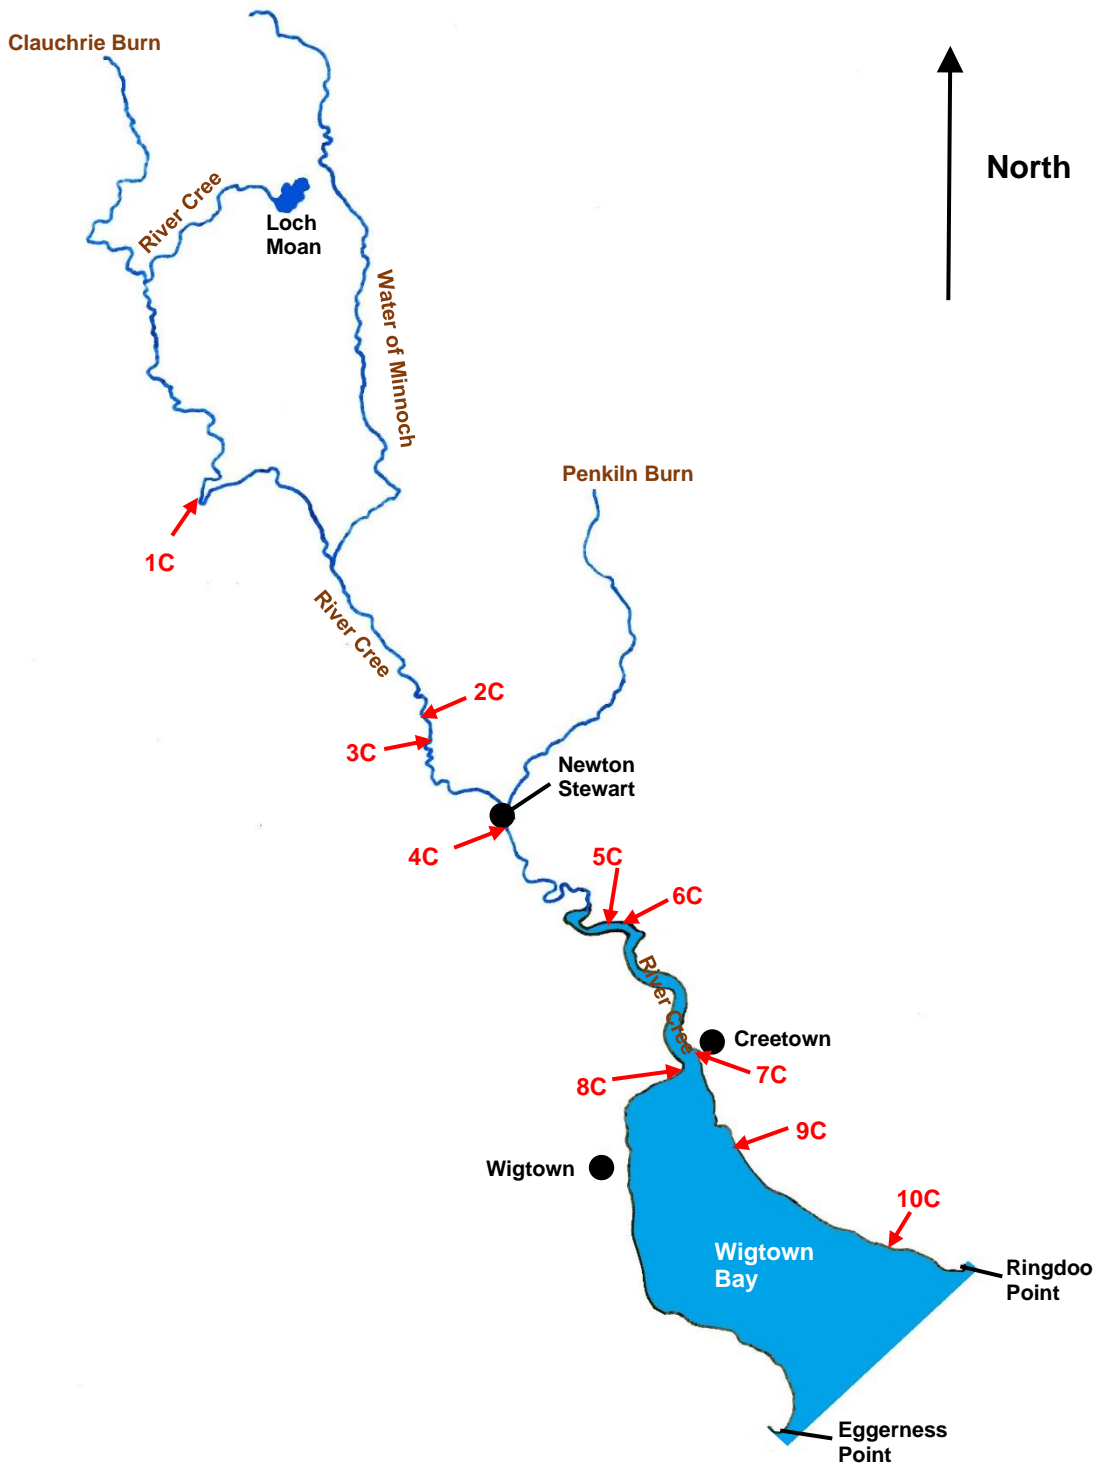 Clauchrie Burn
North
River Cree
Loch
Moan
Water of Minnoch
Penkiln Burn
1C
River Cree
2C
3C
Newton
Stewart
4C
5C
6C
River Cree
Creetown
7C
8C
9C
Wigtown
10C
Wigtown
Bay
Ringdoo
Point
Eggerness
Point